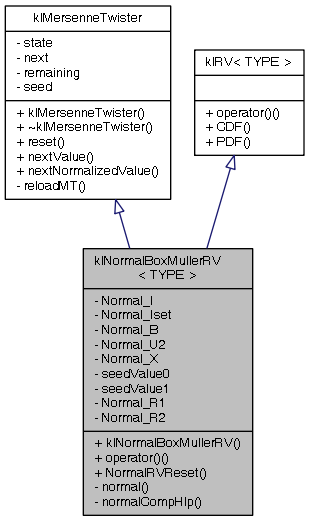 klMersenneTwister
- state
- next
- remaining
- seed
+ klMersenneTwister()
+ ~klMersenneTwister()
+ reset()
+ nextValue()
+ nextNormalizedValue()
- reloadMT()
klRV< TYPE >
+ operator()()
+ CDF()
+ PDF()
klNormalBoxMullerRV
< TYPE >
- Normal_I
- Normal_Iset
- Normal_B
- Normal_U2
- Normal_X
- seedValue0
- seedValue1
- Normal_R1
- Normal_R2
+ klNormalBoxMullerRV()
+ operator()()
+ NormalRVReset()
- normal()
- normalCompHlp()